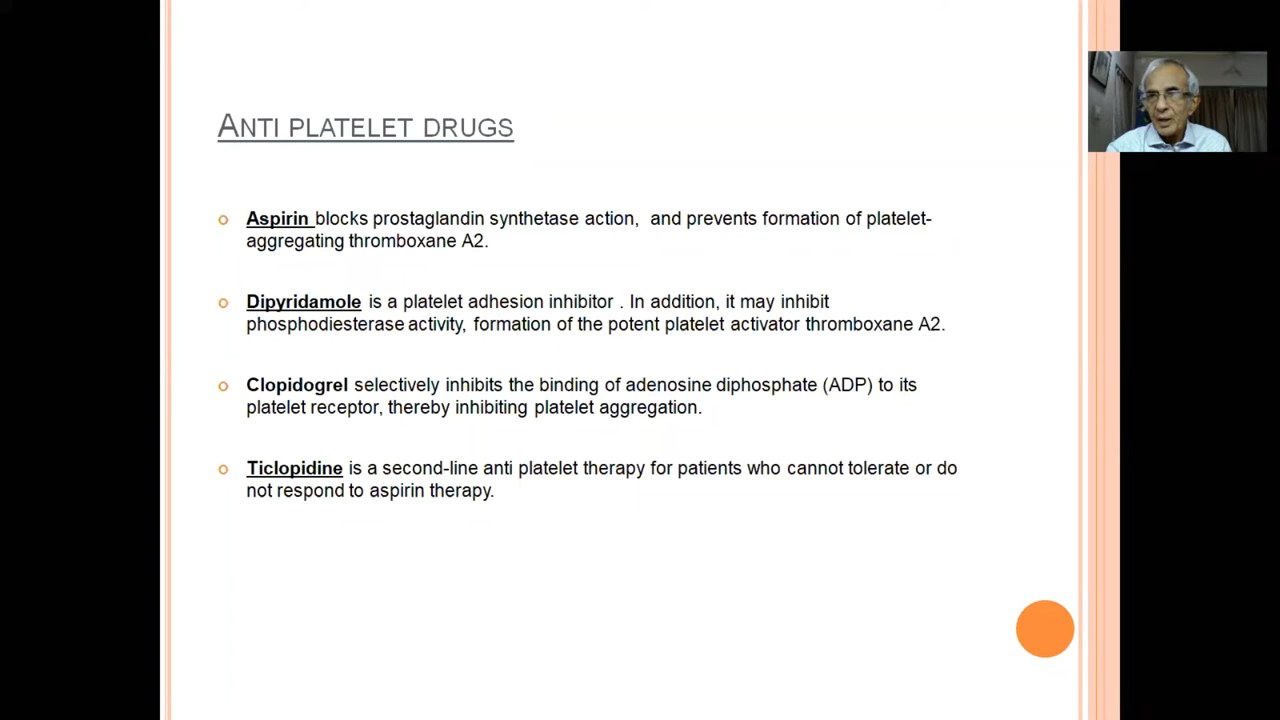 ANTI PLATELET DRUGS
Aspirin blocks prostaglandin synthetase action, and prevents formation of platelet-
aggregating thromboxane A2.
Dipyridamole is a platelet adhesion inhibitor . In addition, it may inhibit
phosphodiesterase activity, formation of the potent platelet activator thromboxane A2.
Clopidogrel selectively inhibits the binding of adenosine diphosphate (ADP) to its
platelet receptor, thereby inhibiting platelet aggregation.
Ticlopidine is a second-line anti platelet therapy for patients who cannot tolerate or do
not respond to aspirin therapy.